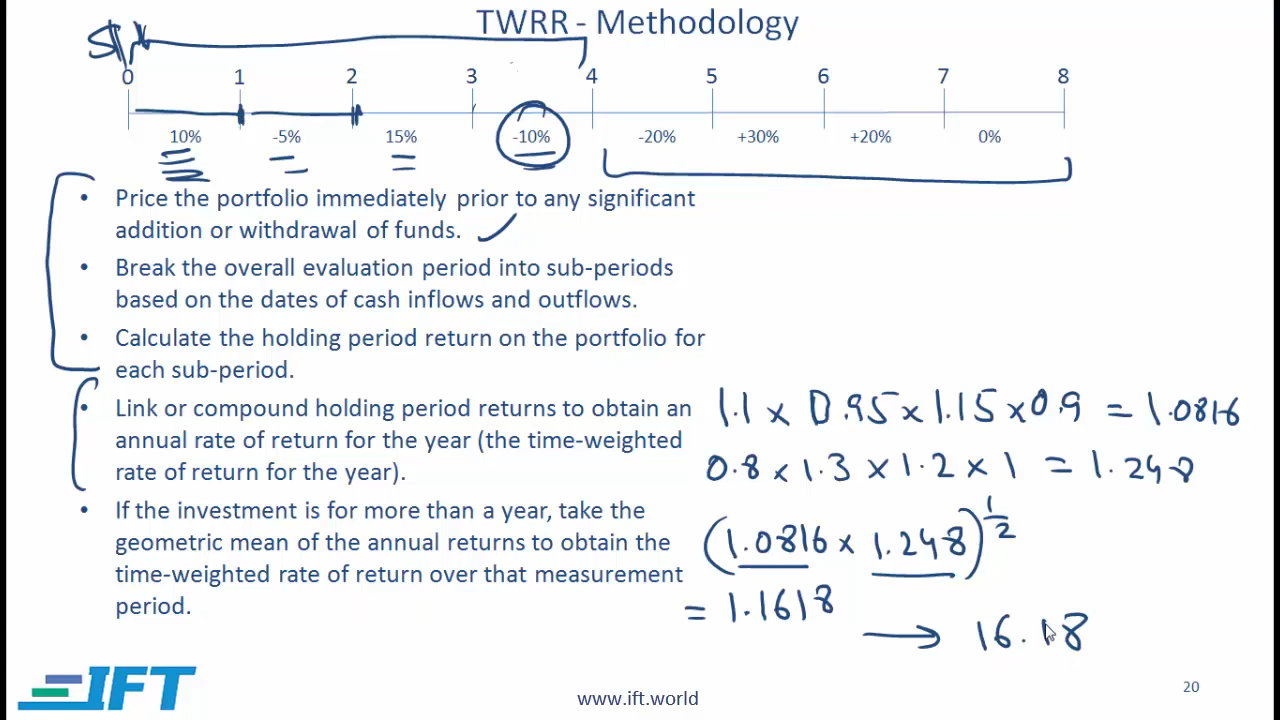 TWRR - Methodology
0 1 2 3 4 5 6 7 8
10% -5% 15% -10% -20% +30% +20% 0%
• Price the portfolio immediately prior to any significant
addition or withdrawal of funds.
• Break the overall evaluation period into sub-periods
based on the dates of cash inflows and outflows.
• Calculate the holding period return on the portfolio for
each sub-period.
• Link or compound holding period returns to obtain an
annual rate of return for the year (the time-weighted
rate of return for the year).
• If the investment is for more than a year, take the
geometric mean of the annual returns to obtain the
time-weighted rate of return over that measurement
period.
1.1 x 0.95 x 1.15 x 0.9 = 1.0816
0.8 x 1.3 x 1.2 x 1 = 1.248
(1.0816 x 1.248)^1/2
= 1.1618
→ 16.18
IFT
www.ift.world
20